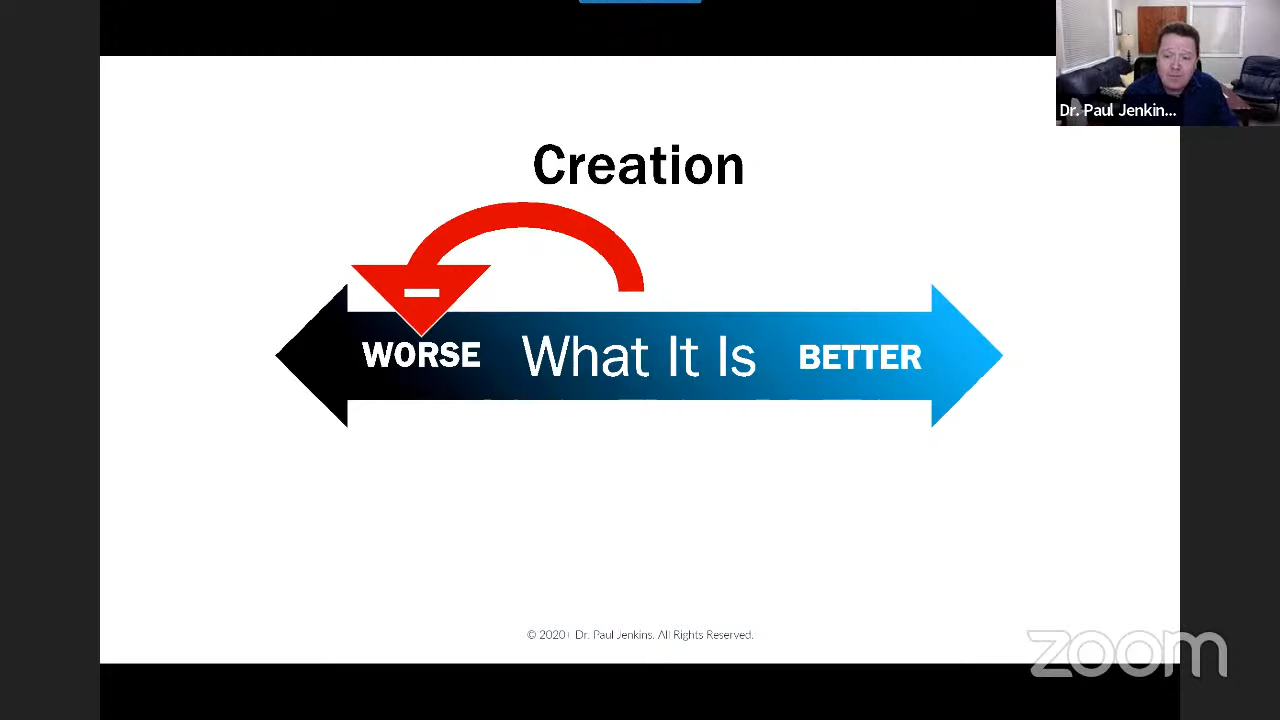 Dr. Paul Jenkin...
Creation
–
WORSE What It Is BETTER
© 2020+ Dr. Paul Jenkins. All Rights Reserved.
zoom